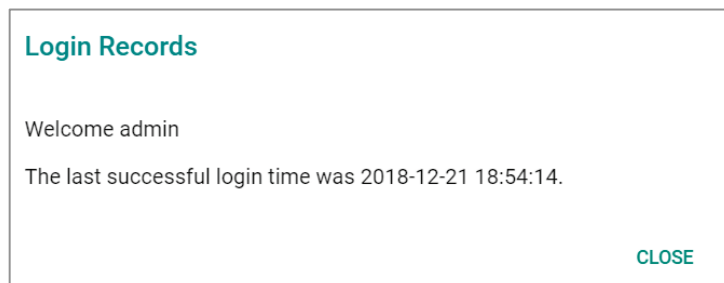 Login Records
Welcome admin
The last successful login time was 2018-12-21 18:54:14.
CLOSE